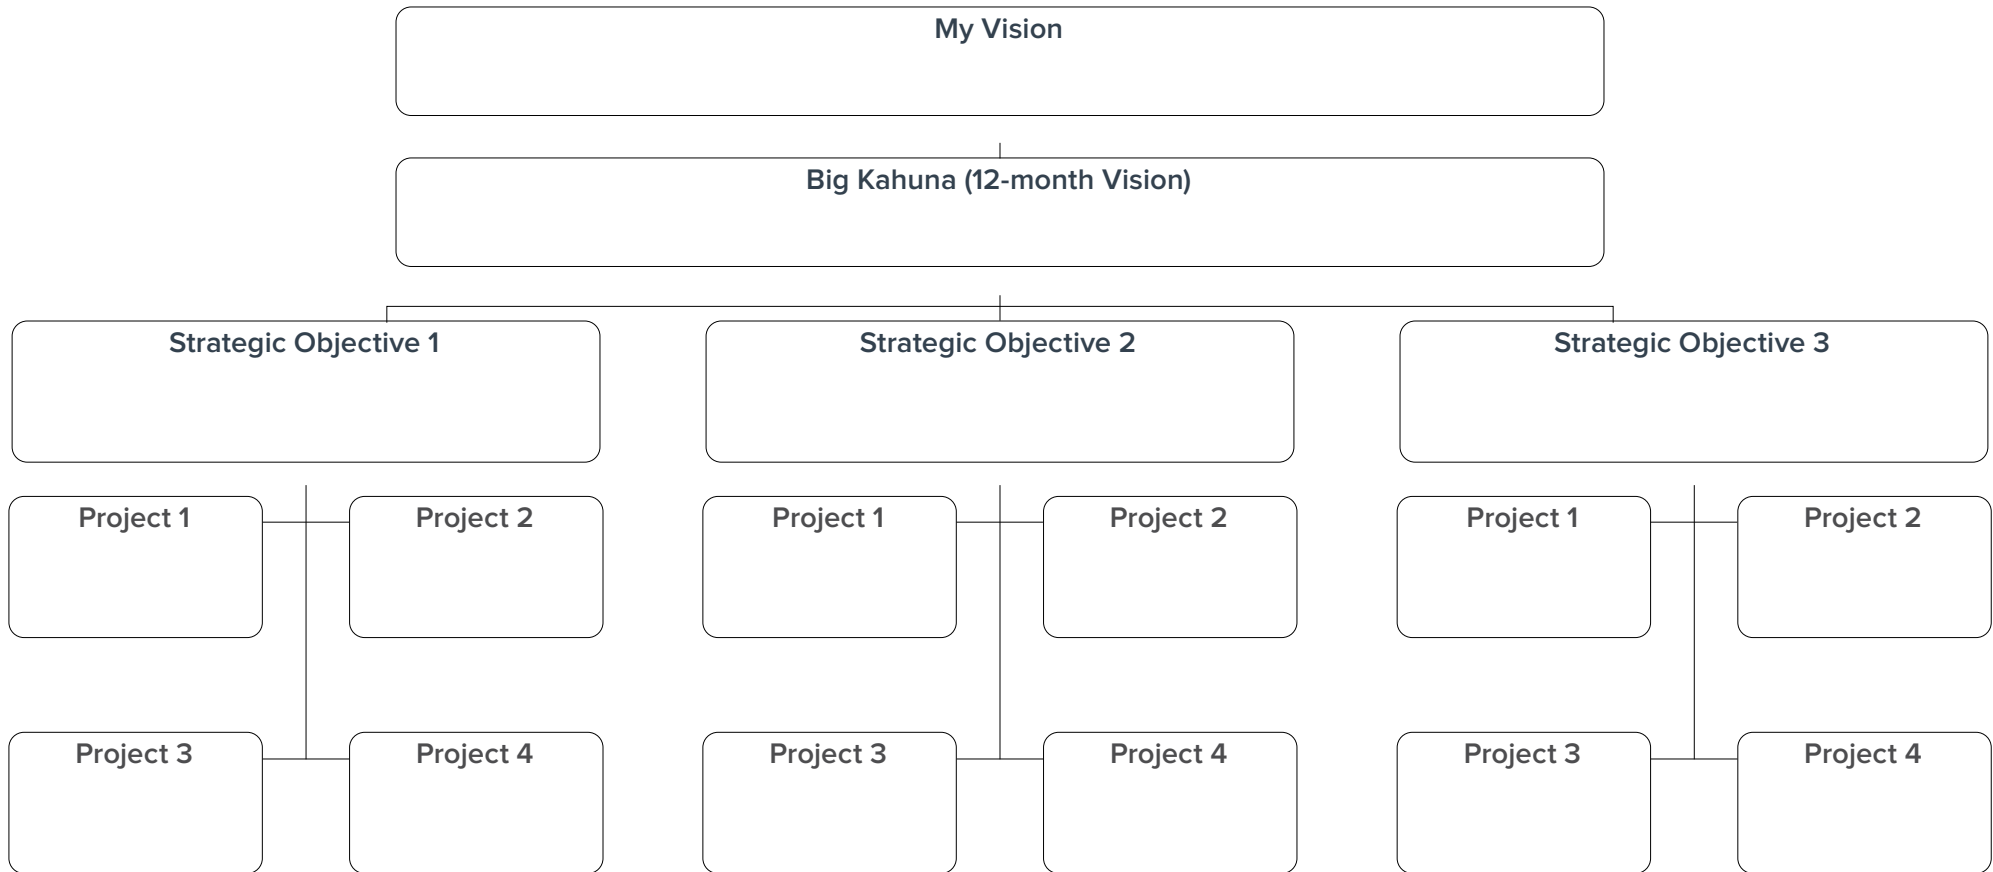 My Vision
Big Kahuna (12-month Vision)
Strategic Objective 1
Strategic Objective 2
Strategic Objective 3
Project 1
Project 2
Project 1
Project 2
Project 1
Project 2
Project 3
Project 4
Project 3
Project 4
Project 3
Project 4